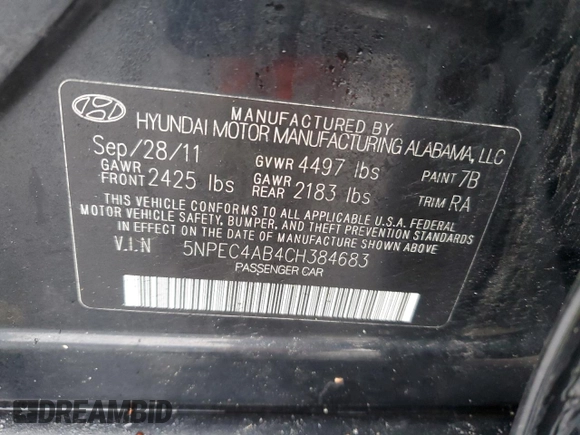 MANUFACTURED BY
HYUNDAI MOTOR MANUFACTURING ALABAMA, LLC
Sep/28/11 GVWR 4497 lbs PAINT 7B
GAWR FRONT 2425 lbs GAWR REAR 2183 lbs TRIM RA
THIS VEHICLE CONFORMS TO ALL APPLICABLE U.S.A. FEDERAL
MOTOR VEHICLE SAFETY, BUMPER, AND THEFT PREVENTION
STANDARDS IN EFFECT ON THE DATE OF MANUFACTURE SHOWN ABOVE
V.I.N 5NPEC4AB4CH384683
PASSENGER CAR
DREAMBID